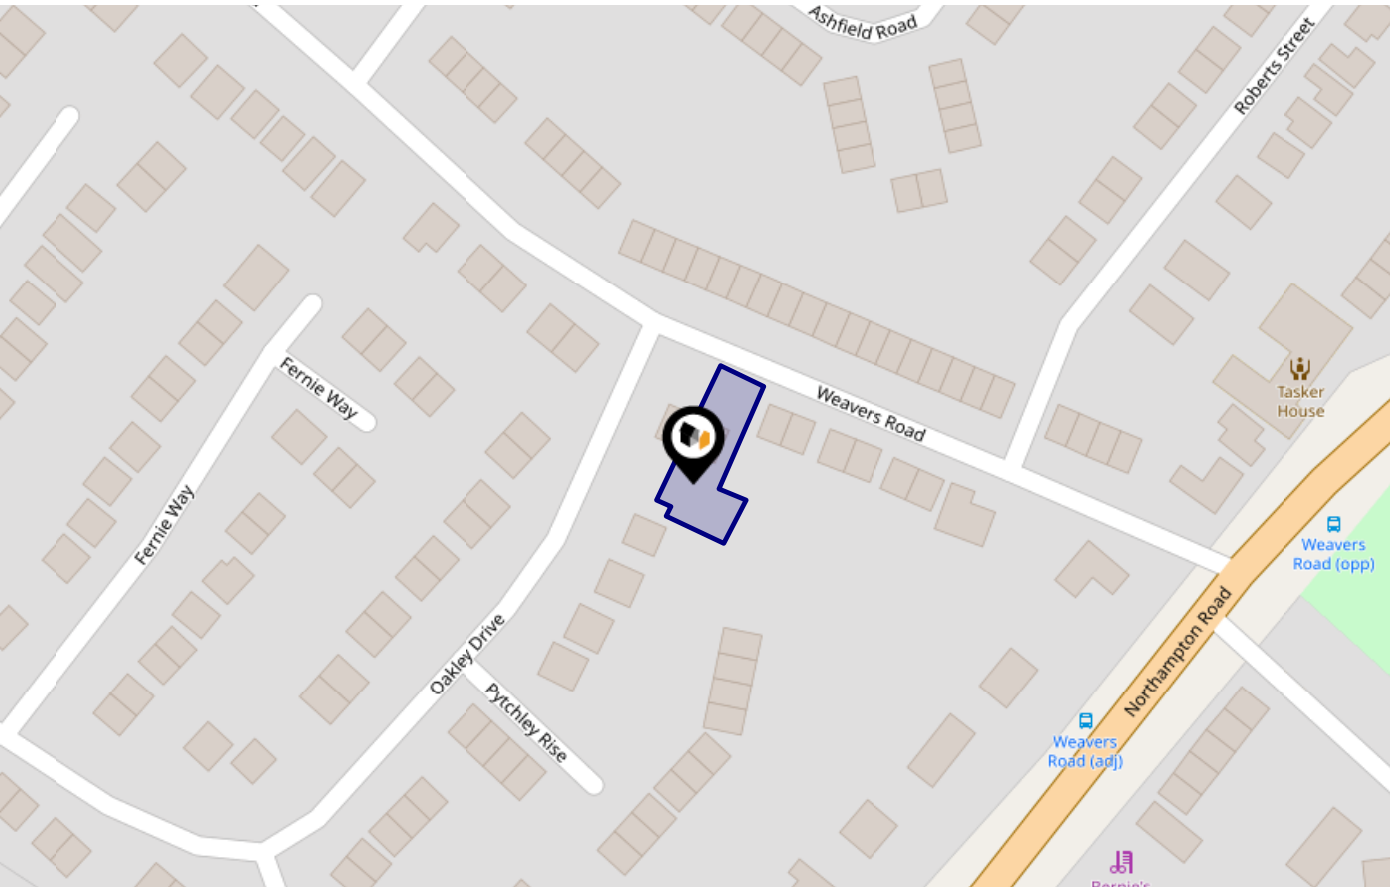 Ashfield Road
Roberts Street
Fernie Way
Tasker
House
Weavers Road
Fernie Way
Weavers
Road (opp)
Oakley Drive
Northampton Road
Pytchley Rise
Weavers
Road (adj)